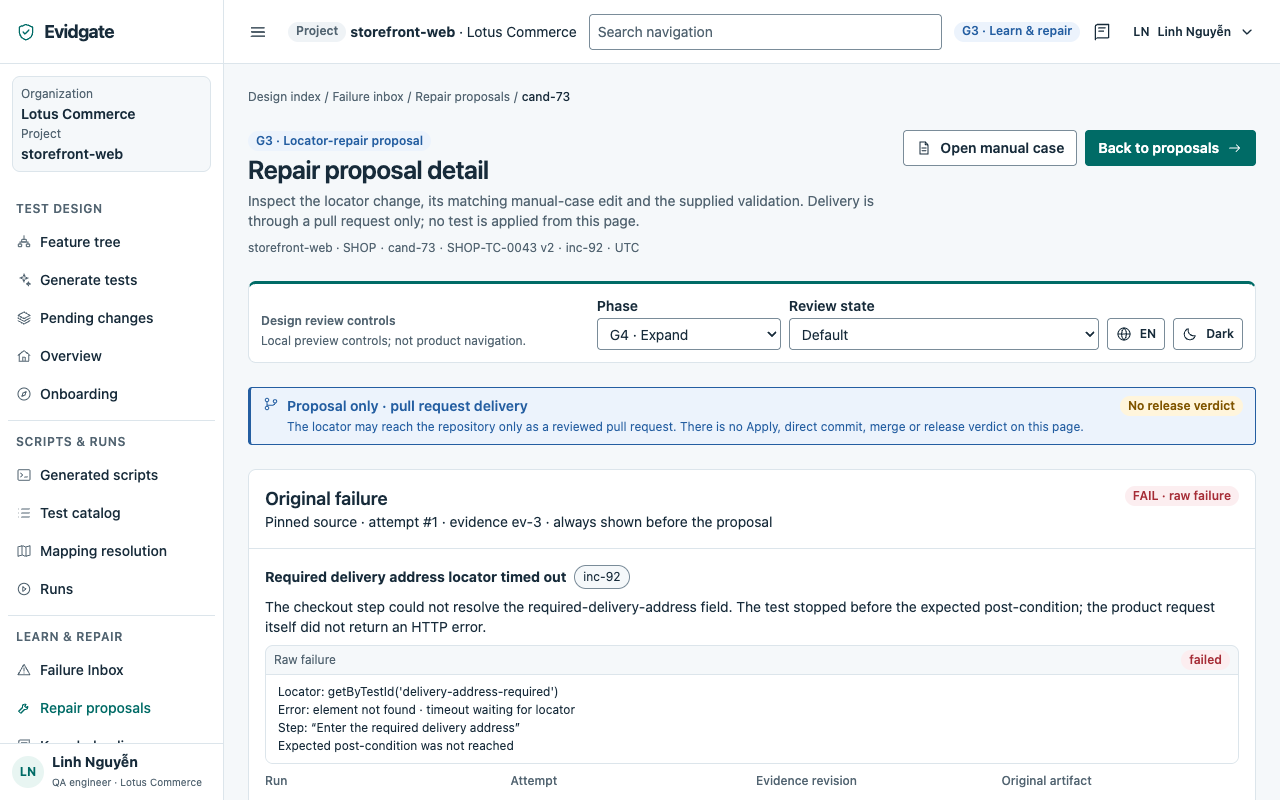 Evidgate
Project storefront-web · Lotus Commerce
Search navigation
G3 · Learn & repair
LN Linh Nguyễn
Organization
Lotus Commerce
Project
storefront-web
TEST DESIGN
Feature tree
Generate tests
Pending changes
Overview
Onboarding
SCRIPTS & RUNS
Generated scripts
Test catalog
Mapping resolution
Runs
LEARN & REPAIR
Failure Inbox
Repair proposals
LN
Linh Nguyễn
QA engineer · Lotus Commerce
Design index / Failure inbox / Repair proposals / cand-73
G3 · Locator-repair proposal
Repair proposal detail
Open manual case
Back to proposals
Inspect the locator change, its matching manual-case edit and the supplied validation. Delivery is
through a pull request only; no test is applied from this page.
storefront-web · SHOP · cand-73 · SHOP-TC-0043 v2 · inc-92 · UTC
Design review controls
Local preview controls; not product navigation.
Phase
G4 · Expand
Review state
Default
EN
Dark
Proposal only · pull request delivery
No release verdict
The locator may reach the repository only as a reviewed pull request. There is no Apply, direct commit, merge or release verdict on this page.
Original failure
FAIL · raw failure
Pinned source · attempt #1 · evidence ev-3 · always shown before the proposal
Required delivery address locator timed out inc-92
The checkout step could not resolve the required-delivery-address field. The test stopped before the expected post-condition; the product request
itself did not return an HTTP error.
Raw failure
failed
Locator: getByTestId('delivery-address-required')
Error: element not found · timeout waiting for locator
Step: “Enter the required delivery address”
Expected post-condition was not reached
Run
Attempt
Evidence revision
Original artifact